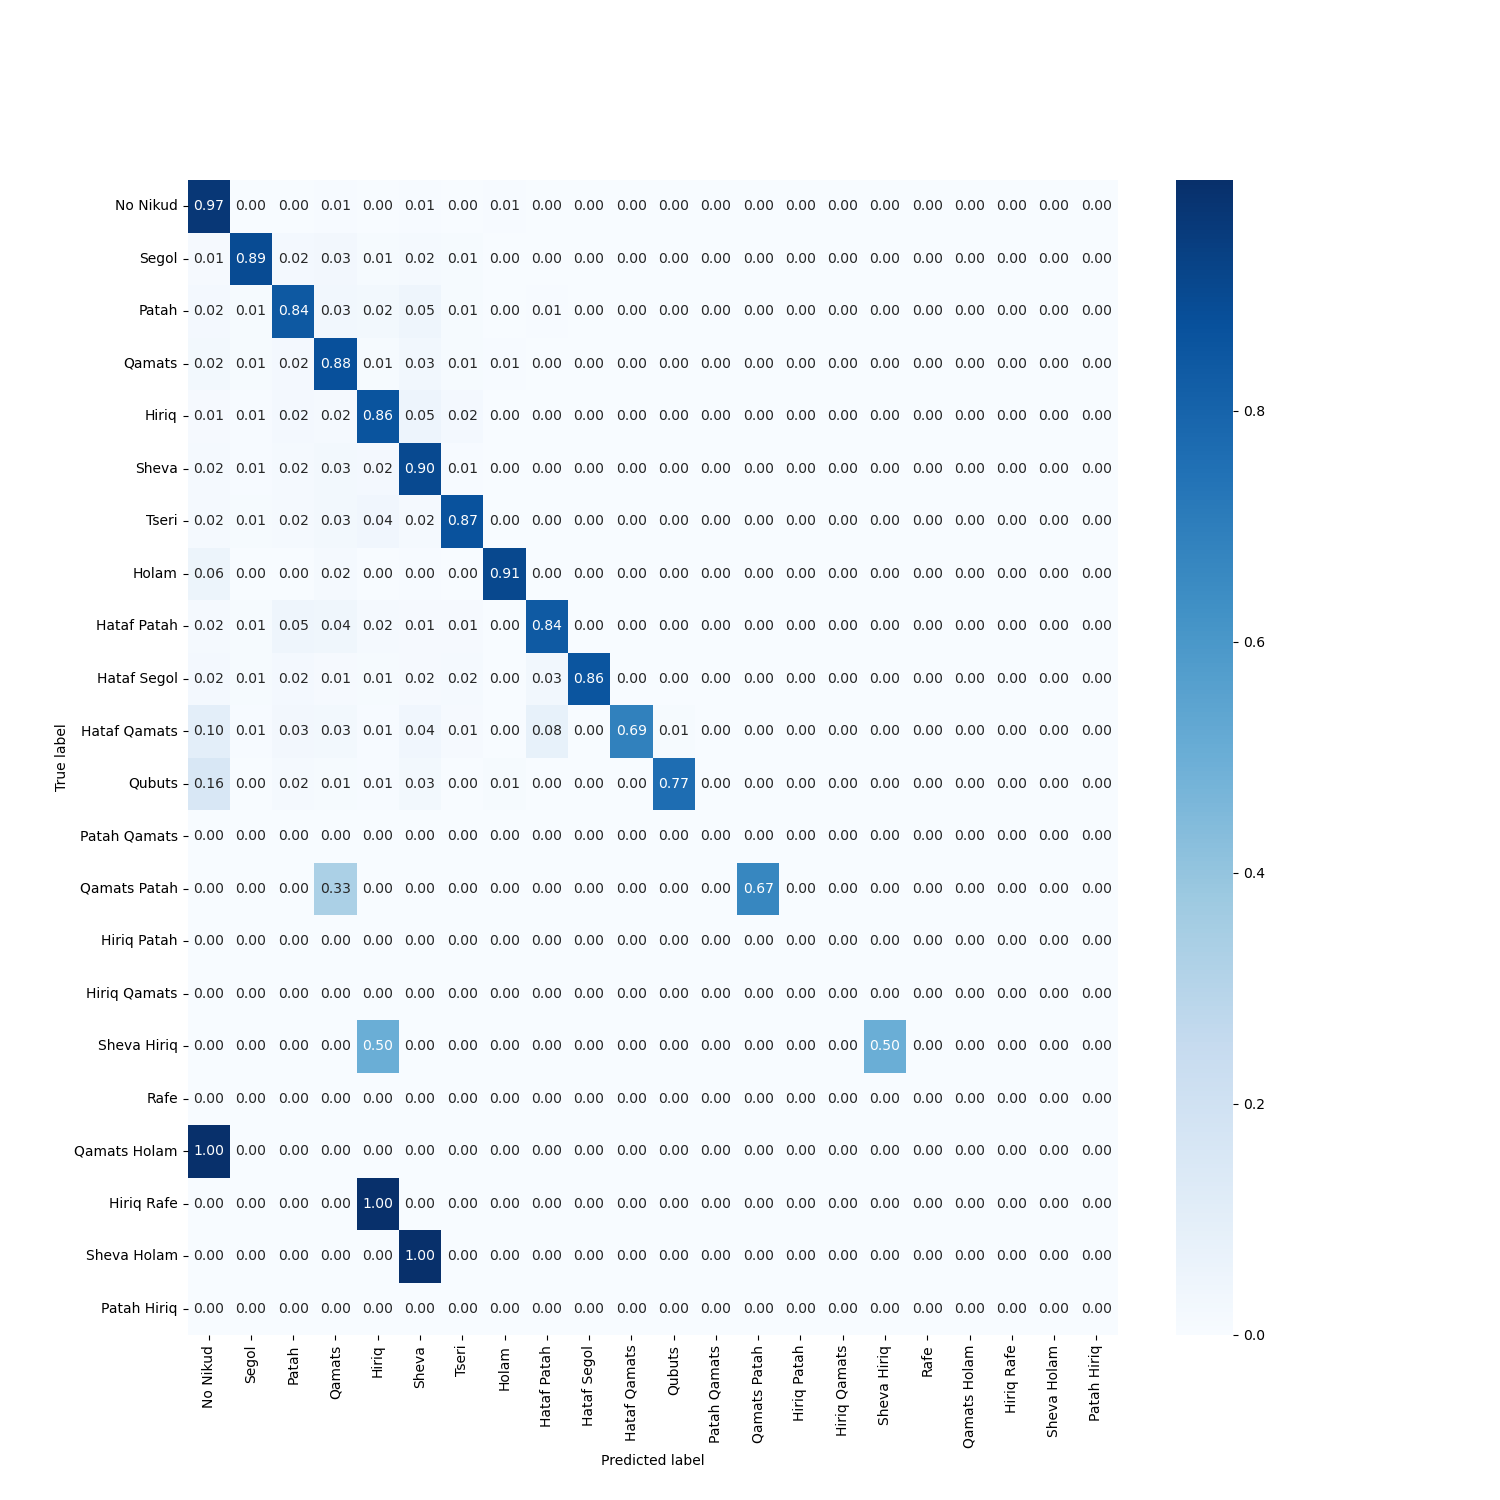 No Nikud 0.97 0.00 0.00 0.01 0.00 0.01 0.00 0.01 0.00 0.00 0.00 0.00 0.00 0.00 0.00 0.00 0.00 0.00 0.00 0.00 0.00 0.00
Segol 0.01 0.89 0.02 0.03 0.01 0.02 0.01 0.00 0.00 0.00 0.00 0.00 0.00 0.00 0.00 0.00 0.00 0.00 0.00 0.00 0.00 0.00
Patah 0.02 0.01 0.84 0.03 0.02 0.05 0.01 0.00 0.01 0.00 0.00 0.00 0.00 0.00 0.00 0.00 0.00 0.00 0.00 0.00 0.00 0.00
Qamats 0.02 0.01 0.02 0.88 0.01 0.03 0.01 0.01 0.00 0.00 0.00 0.00 0.00 0.00 0.00 0.00 0.00 0.00 0.00 0.00 0.00 0.00
Hiriq 0.01 0.01 0.02 0.02 0.86 0.05 0.02 0.00 0.00 0.00 0.00 0.00 0.00 0.00 0.00 0.00 0.00 0.00 0.00 0.00 0.00 0.00
0.8
Sheva 0.02 0.01 0.02 0.03 0.02 0.90 0.01 0.00 0.00 0.00 0.00 0.00 0.00 0.00 0.00 0.00 0.00 0.00 0.00 0.00 0.00 0.00
Tseri 0.02 0.01 0.02 0.03 0.04 0.02 0.87 0.00 0.00 0.00 0.00 0.00 0.00 0.00 0.00 0.00 0.00 0.00 0.00 0.00 0.00 0.00
Holam 0.06 0.00 0.00 0.02 0.00 0.00 0.00 0.91 0.00 0.00 0.00 0.00 0.00 0.00 0.00 0.00 0.00 0.00 0.00 0.00 0.00 0.00
Hataf Patah 0.02 0.01 0.05 0.04 0.02 0.01 0.01 0.00 0.84 0.00 0.00 0.00 0.00 0.00 0.00 0.00 0.00 0.00 0.00 0.00 0.00 0.00
0.6
Hataf Segol 0.02 0.01 0.02 0.01 0.01 0.02 0.02 0.00 0.03 0.86 0.00 0.00 0.00 0.00 0.00 0.00 0.00 0.00 0.00 0.00 0.00 0.00
Hataf Qamats 0.10 0.01 0.03 0.03 0.01 0.04 0.01 0.00 0.08 0.00 0.69 0.01 0.00 0.00 0.00 0.00 0.00 0.00 0.00 0.00 0.00 0.00
True label
Qubuts 0.16 0.00 0.02 0.01 0.01 0.03 0.00 0.01 0.00 0.00 0.00 0.77 0.00 0.00 0.00 0.00 0.00 0.00 0.00 0.00 0.00 0.00
Patah Qamats 0.00 0.00 0.00 0.00 0.00 0.00 0.00 0.00 0.00 0.00 0.00 0.00 0.00 0.00 0.00 0.00 0.00 0.00 0.00 0.00 0.00 0.00
0.4
Qamats Patah 0.00 0.00 0.00 0.33 0.00 0.00 0.00 0.00 0.00 0.00 0.00 0.00 0.00 0.67 0.00 0.00 0.00 0.00 0.00 0.00 0.00 0.00
Hiriq Patah 0.00 0.00 0.00 0.00 0.00 0.00 0.00 0.00 0.00 0.00 0.00 0.00 0.00 0.00 0.00 0.00 0.00 0.00 0.00 0.00 0.00 0.00
Hiriq Qamats 0.00 0.00 0.00 0.00 0.00 0.00 0.00 0.00 0.00 0.00 0.00 0.00 0.00 0.00 0.00 0.00 0.00 0.00 0.00 0.00 0.00 0.00
Sheva Hiriq 0.00 0.00 0.00 0.00 0.50 0.00 0.00 0.00 0.00 0.00 0.00 0.00 0.00 0.00 0.00 0.00 0.50 0.00 0.00 0.00 0.00 0.00
Rafe 0.00 0.00 0.00 0.00 0.00 0.00 0.00 0.00 0.00 0.00 0.00 0.00 0.00 0.00 0.00 0.00 0.00 0.00 0.00 0.00 0.00 0.00
0.2
Qamats Holam 1.00 0.00 0.00 0.00 0.00 0.00 0.00 0.00 0.00 0.00 0.00 0.00 0.00 0.00 0.00 0.00 0.00 0.00 0.00 0.00 0.00 0.00
Hiriq Rafe 0.00 0.00 0.00 0.00 1.00 0.00 0.00 0.00 0.00 0.00 0.00 0.00 0.00 0.00 0.00 0.00 0.00 0.00 0.00 0.00 0.00 0.00
Sheva Holam 0.00 0.00 0.00 0.00 0.00 1.00 0.00 0.00 0.00 0.00 0.00 0.00 0.00 0.00 0.00 0.00 0.00 0.00 0.00 0.00 0.00 0.00
Patah Hiriq 0.00 0.00 0.00 0.00 0.00 0.00 0.00 0.00 0.00 0.00 0.00 0.00 0.00 0.00 0.00 0.00 0.00 0.00 0.00 0.00 0.00 0.00
0.0
No Nikud
Segol
Patah
Qamats
Hiriq
Sheva
Tseri
Holam
Hataf Patah
Hataf Segol
Hataf Qamats
Qubuts
Patah Qamats
Qamats Patah
Hiriq Patah
Hiriq Qamats
Sheva Hiriq
Rafe
Qamats Holam
Hiriq Rafe
Sheva Holam
Patah Hiriq
Predicted label